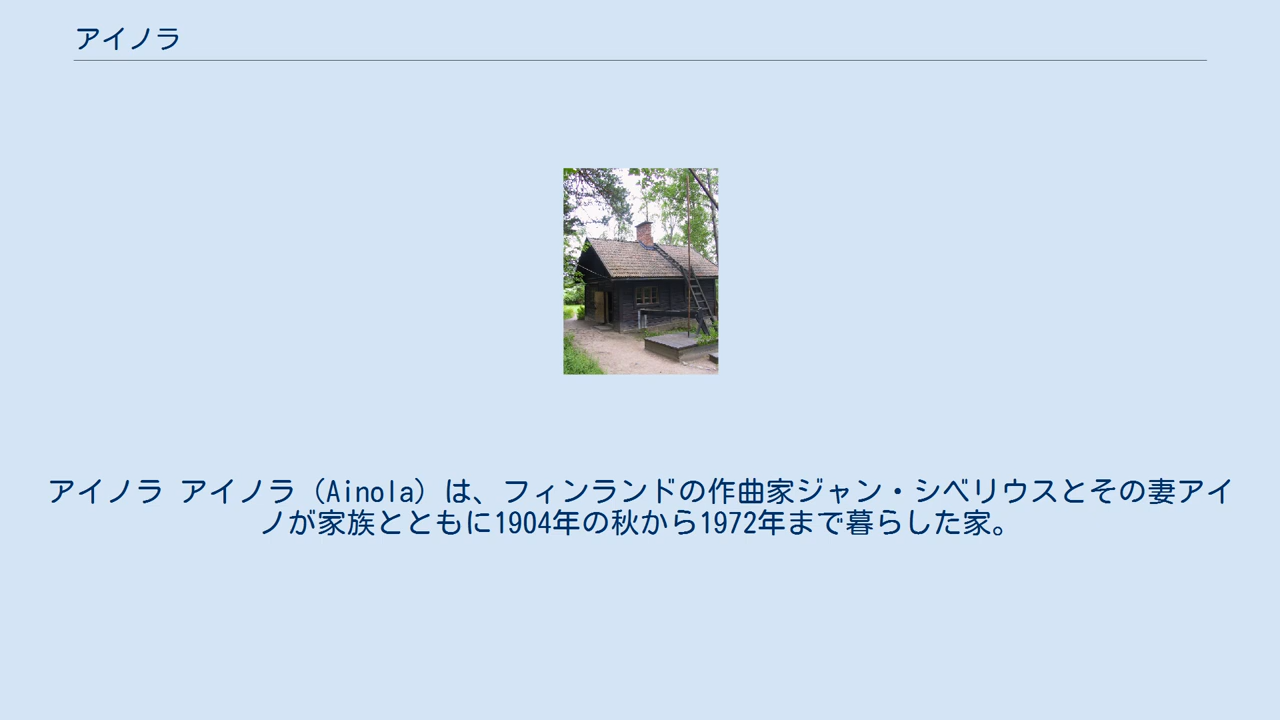 アイノラ
アイノラ アイノラ（Ainola）は、フィンランドの作曲家ジャン・シベリウスとその妻アイ
ノが家族とともに1904年の秋から1972年まで暮らした家。